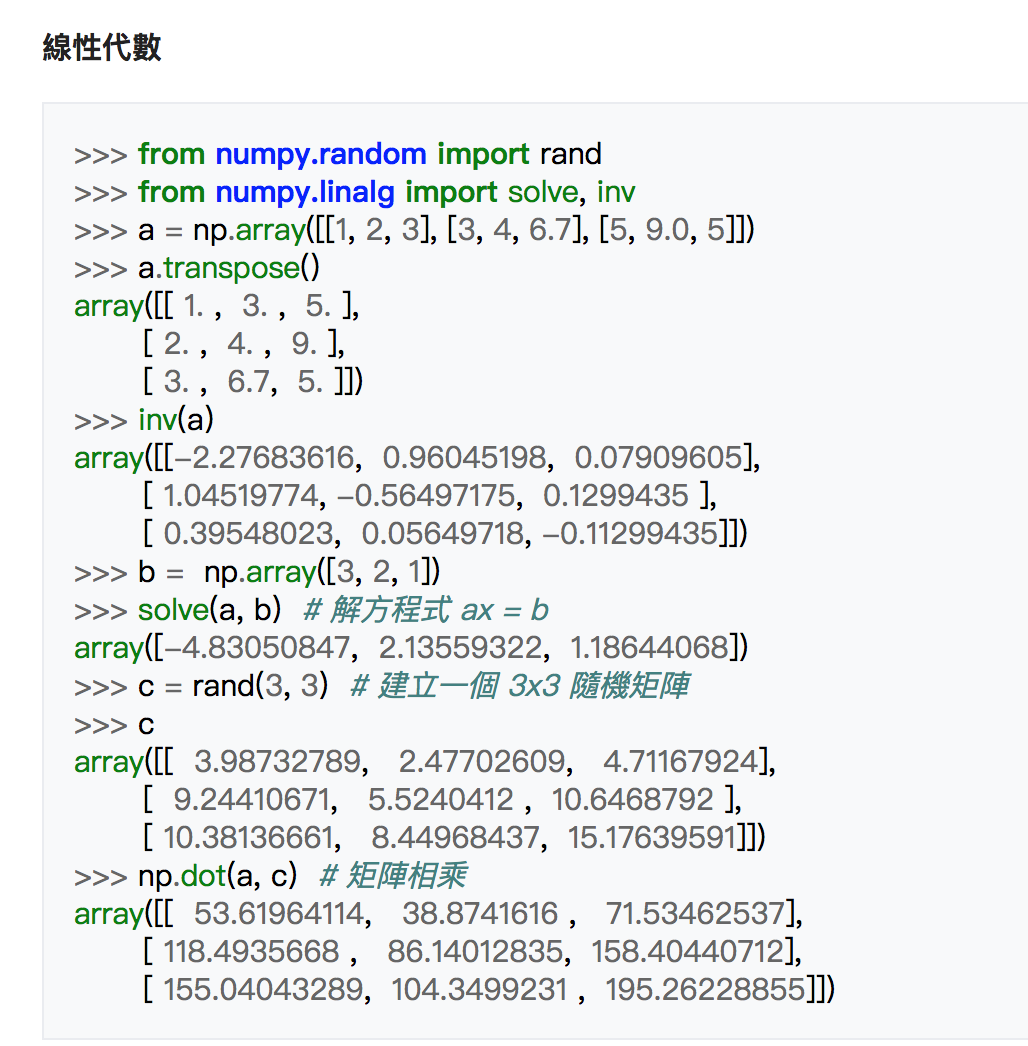 線性代數
>>> from numpy.random import rand
>>> from numpy.linalg import solve, inv
>>> a = np.array([[1, 2, 3], [3, 4, 6.7], [5, 9.0, 5]])
>>> a.transpose()
array([[ 1. ,  3. ,  5. ],
       [ 2. ,  4. ,  9. ],
       [ 3. ,  6.7,  5. ]])
>>> inv(a)
array([[-2.27683616,  0.96045198,  0.07909605],
       [ 1.04519774, -0.56497175,  0.1299435 ],
       [ 0.39548023,  0.05649718, -0.11299435]])
>>> b =  np.array([3, 2, 1])
>>> solve(a, b)  # 解方程式 ax = b
array([-4.83050847,  2.13559322,  1.18644068])
>>> c = rand(3, 3)  # 建立一個 3x3 隨機矩陣
>>> c
array([[  3.98732789,   2.47702609,   4.71167924],
       [  9.24410671,   5.5240412 ,  10.6468792 ],
       [ 10.38136661,   8.44968437,  15.17639591]])
>>> np.dot(a, c)  # 矩陣相乘
array([[  53.61964114,   38.8741616 ,   71.53462537],
       [ 118.4935668 ,   86.14012835,  158.40440712],
       [ 155.04043289,  104.3499231 ,  195.26228855]])